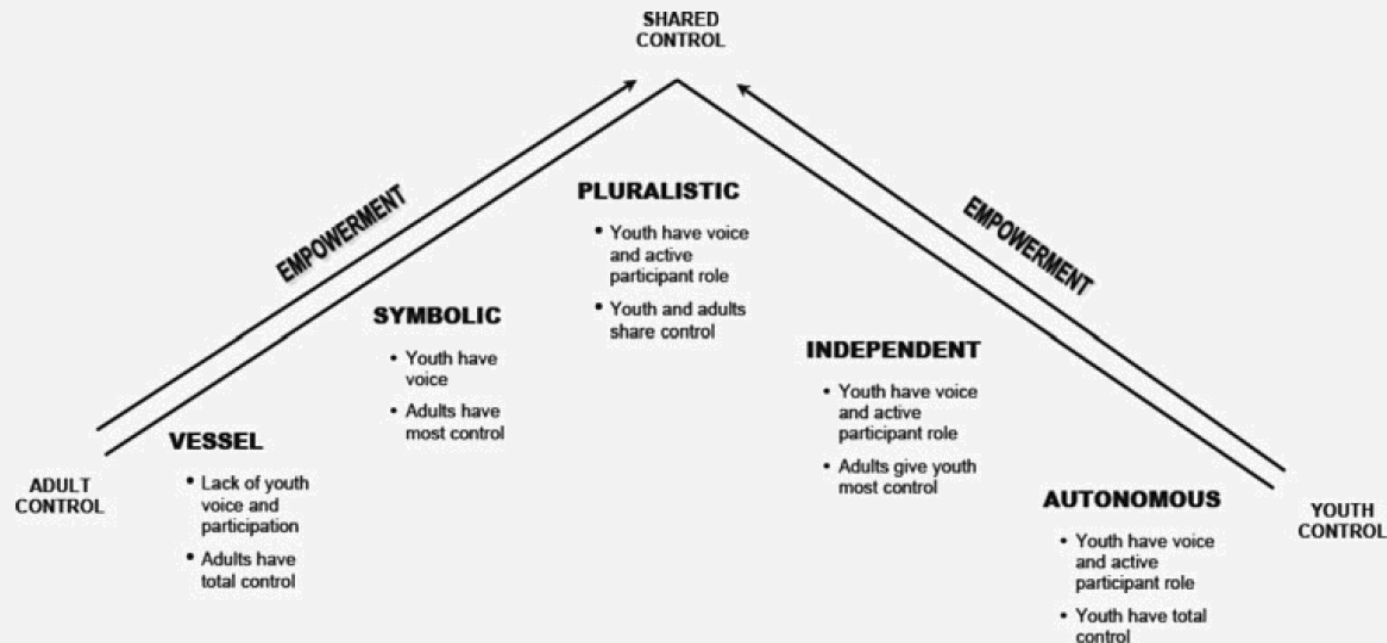 SHARED
CONTROL
EMPOWERMENT
EMPOWERMENT
PLURALISTIC
• Youth have voice
and active
participant role
• Youth and adults
share control
SYMBOLIC
• Youth have
voice
• Adults have
most control
INDEPENDENT
• Youth have voice
and active
participant role
• Adults give youth
most control
VESSEL
• Lack of youth
voice and
participation
• Adults have
total control
ADULT
CONTROL
AUTONOMOUS
• Youth have voice
and active
participant role
• Youth have total
control
YOUTH
CONTROL